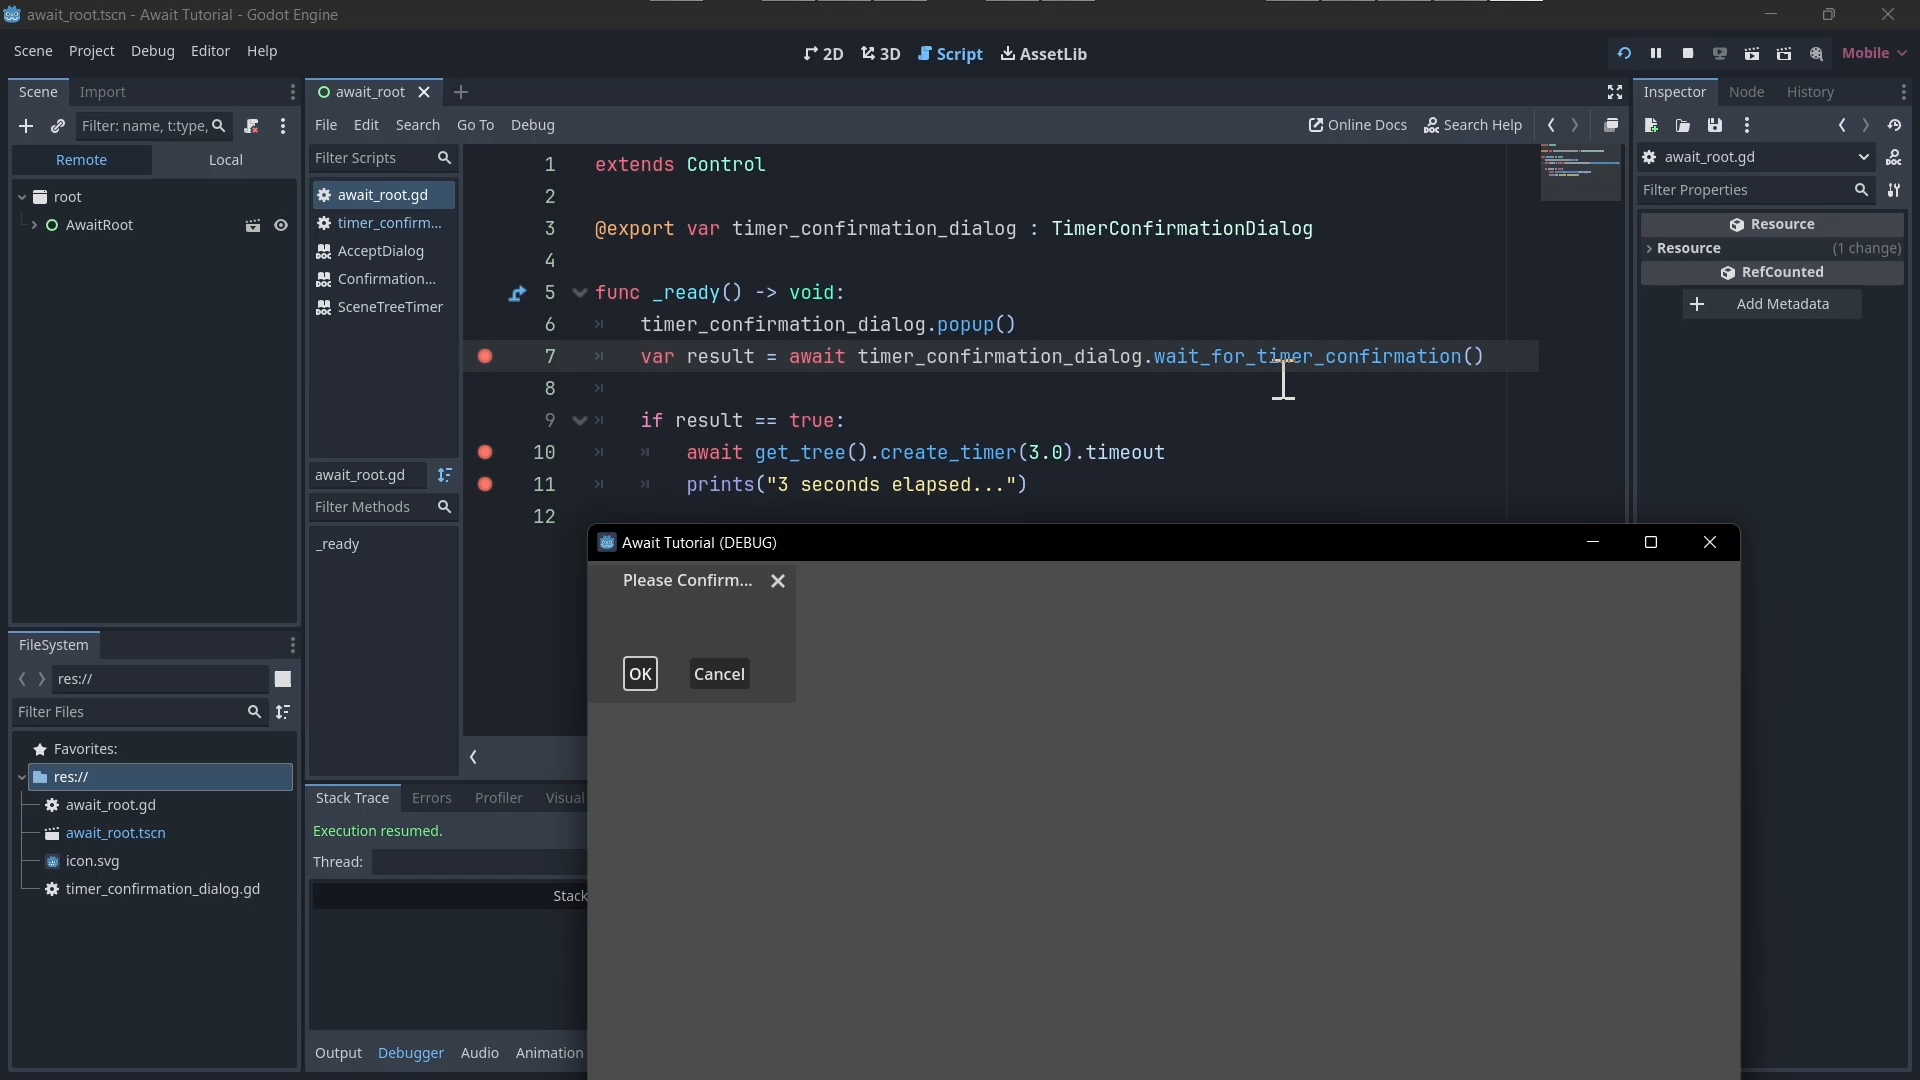 await_root.tscn - Await Tutorial - Godot Engine
Scene Project Debug Editor Help
2D 3D Script AssetLib
Mobile
Scene Import
Filter: name, t:type,
Remote Local
root
AwaitRoot
FileSystem
res://
Filter Files
Favorites:
res://
await_root.gd
await_root.tscn
icon.svg
timer_confirmation_dialog.gd
await_root
File Edit Search Go To Debug
Online Docs Search Help
Filter Scripts
await_root.gd
timer_confirm...
AcceptDialog
Confirmation...
SceneTreeTimer
await_root.gd
Filter Methods
_ready
1 extends Control
2
3 @export var timer_confirmation_dialog : TimerConfirmationDialog
4
5 func _ready() -> void:
6 timer_confirmation_dialog.popup()
7 var result = await timer_confirmation_dialog.wait_for_timer_confirmation()
8
9 if result == true:
10 await get_tree().create_timer(3.0).timeout
11 prints("3 seconds elapsed...")
12
Await Tutorial (DEBUG)
Please Confirm...
OK Cancel
Stack Trace Errors Profiler Visual
Execution resumed.
Thread:
Stack
Output Debugger Audio Animation
Inspector Node History
await_root.gd
Filter Properties
Resource
Resource (1 change)
RefCounted
Add Metadata